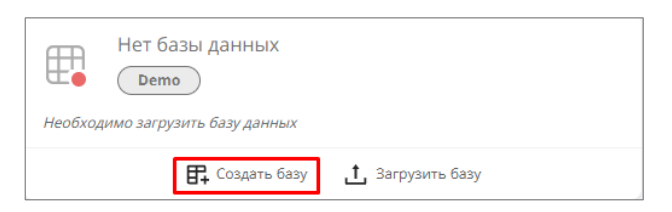 Нет базы данных
Demo
Необходимо загрузить базу данных
Создать базу
Загрузить базу